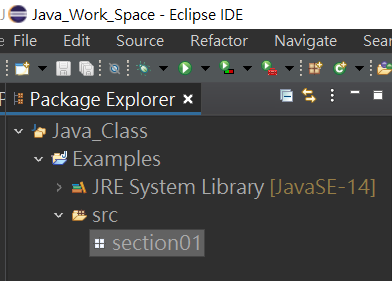 Java_Work_Space - Eclipse IDE
File Edit Source Refactor Navigate Search
Package Explorer
Java_Class
Examples
JRE System Library [JavaSE-14]
src
section01